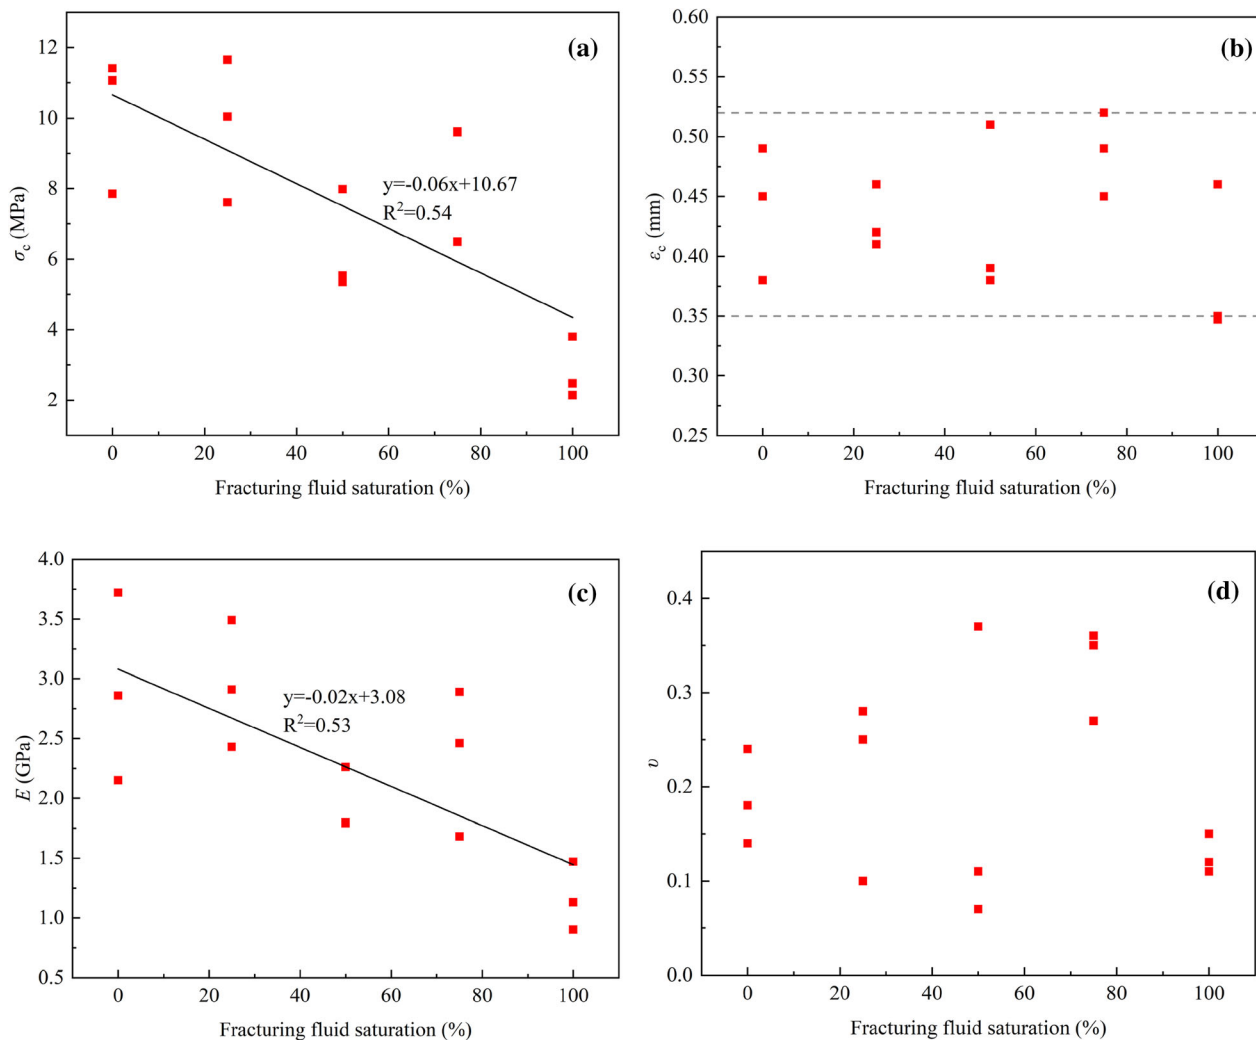 (a)
12
10
8
6
4
2
σc (MPa)
y=-0.06x+10.67
R²=0.54
0 20 40 60 80 100
Fracturing fluid saturation (%)
(b)
0.60
0.55
0.50
0.45
0.40
0.35
0.30
0.25
εc (mm)
0 20 40 60 80 100
Fracturing fluid saturation (%)
(c)
4.0
3.5
3.0
2.5
2.0
1.5
1.0
0.5
E (GPa)
y=-0.02x+3.08
R²=0.53
0 20 40 60 80 100
Fracturing fluid saturation (%)
(d)
0.4
0.3
0.2
0.1
0.0
υ
0 20 40 60 80 100
Fracturing fluid saturation (%)